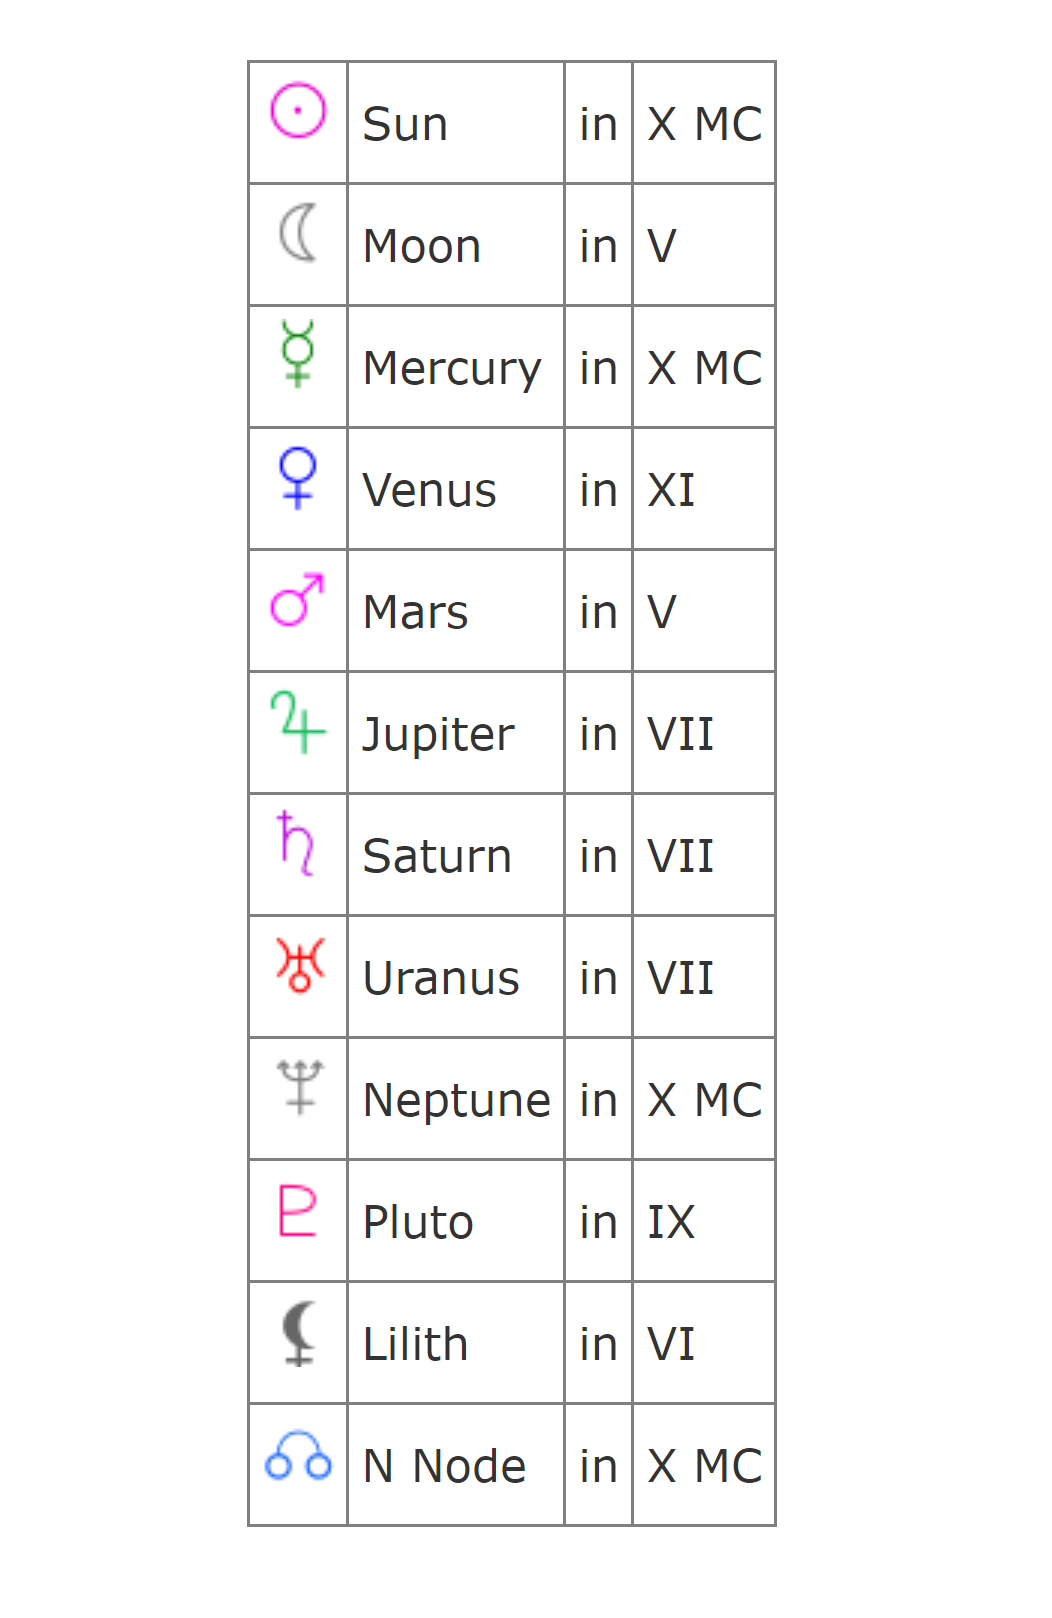 Sun in X MC
Moon in V
Mercury in X MC
Venus in XI
Mars in V
Jupiter in VII
Saturn in VII
Uranus in VII
Neptune in X MC
Pluto in IX
Lilith in VI
N Node in X MC